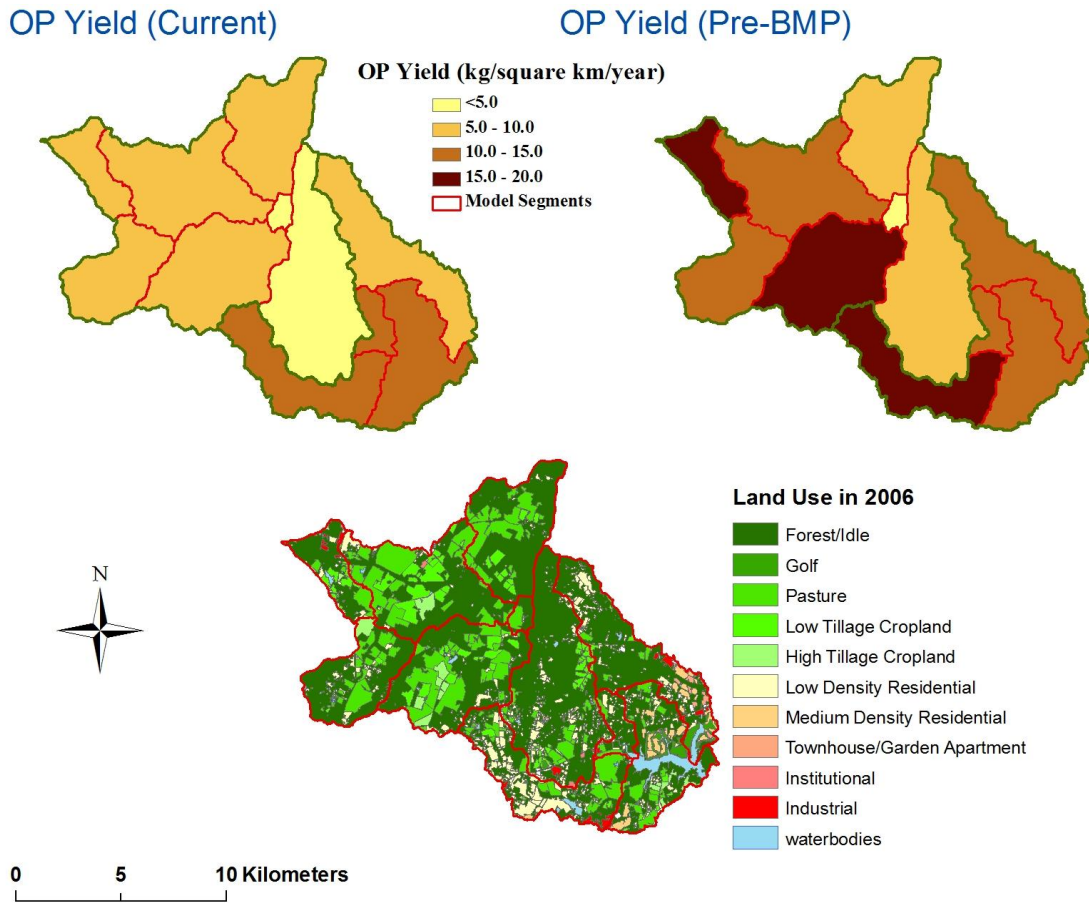 OP Yield (Current)
OP Yield (Pre-BMP)
OP Yield (kg/square km/year)
<5.0
5.0 - 10.0
10.0 - 15.0
15.0 - 20.0
Model Segments
Land Use in 2006
Forest/Idle
Golf
Pasture
Low Tillage Cropland
High Tillage Cropland
Low Density Residential
Medium Density Residential
Townhouse/Garden Apartment
Institutional
Industrial
waterbodies
N
0 5 10 Kilometers